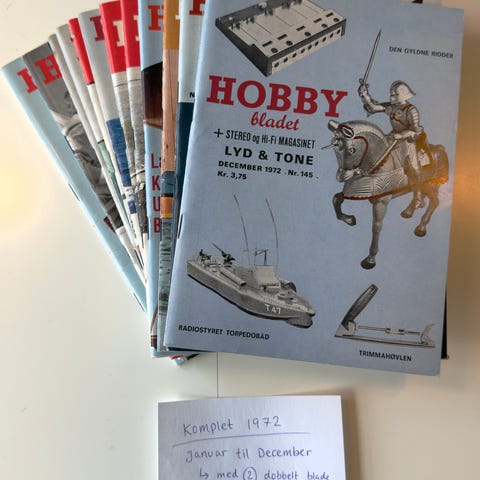 DEN GYLDNE RIDDER
HOBBY
bladet
+ STEREO og Hi-Fi MAGASINET
LYD & TONE
DECEMBER 1972 . Nr. 145 .
Kr. 3,75
T 47
RADIOSTYRET TORPEDOBÅD
TRIMMAHØVLEN
Komplet 1972
Januar til December
↳ med 2 dobbelt blade